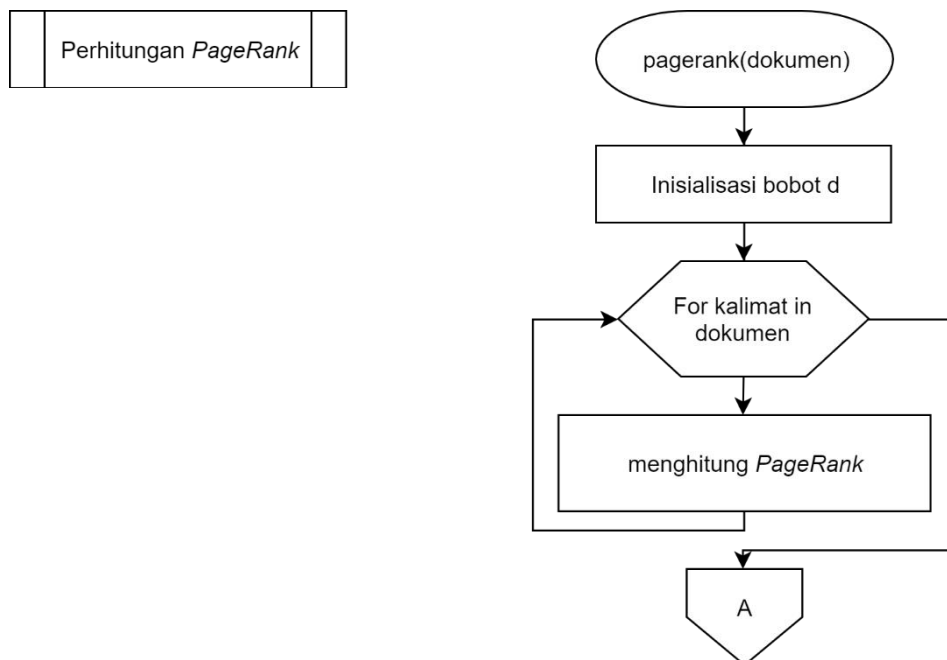 Perhitungan PageRank
pagerank(dokumen)
Inisialisasi bobot d
For kalimat in
dokumen
menghitung PageRank
A